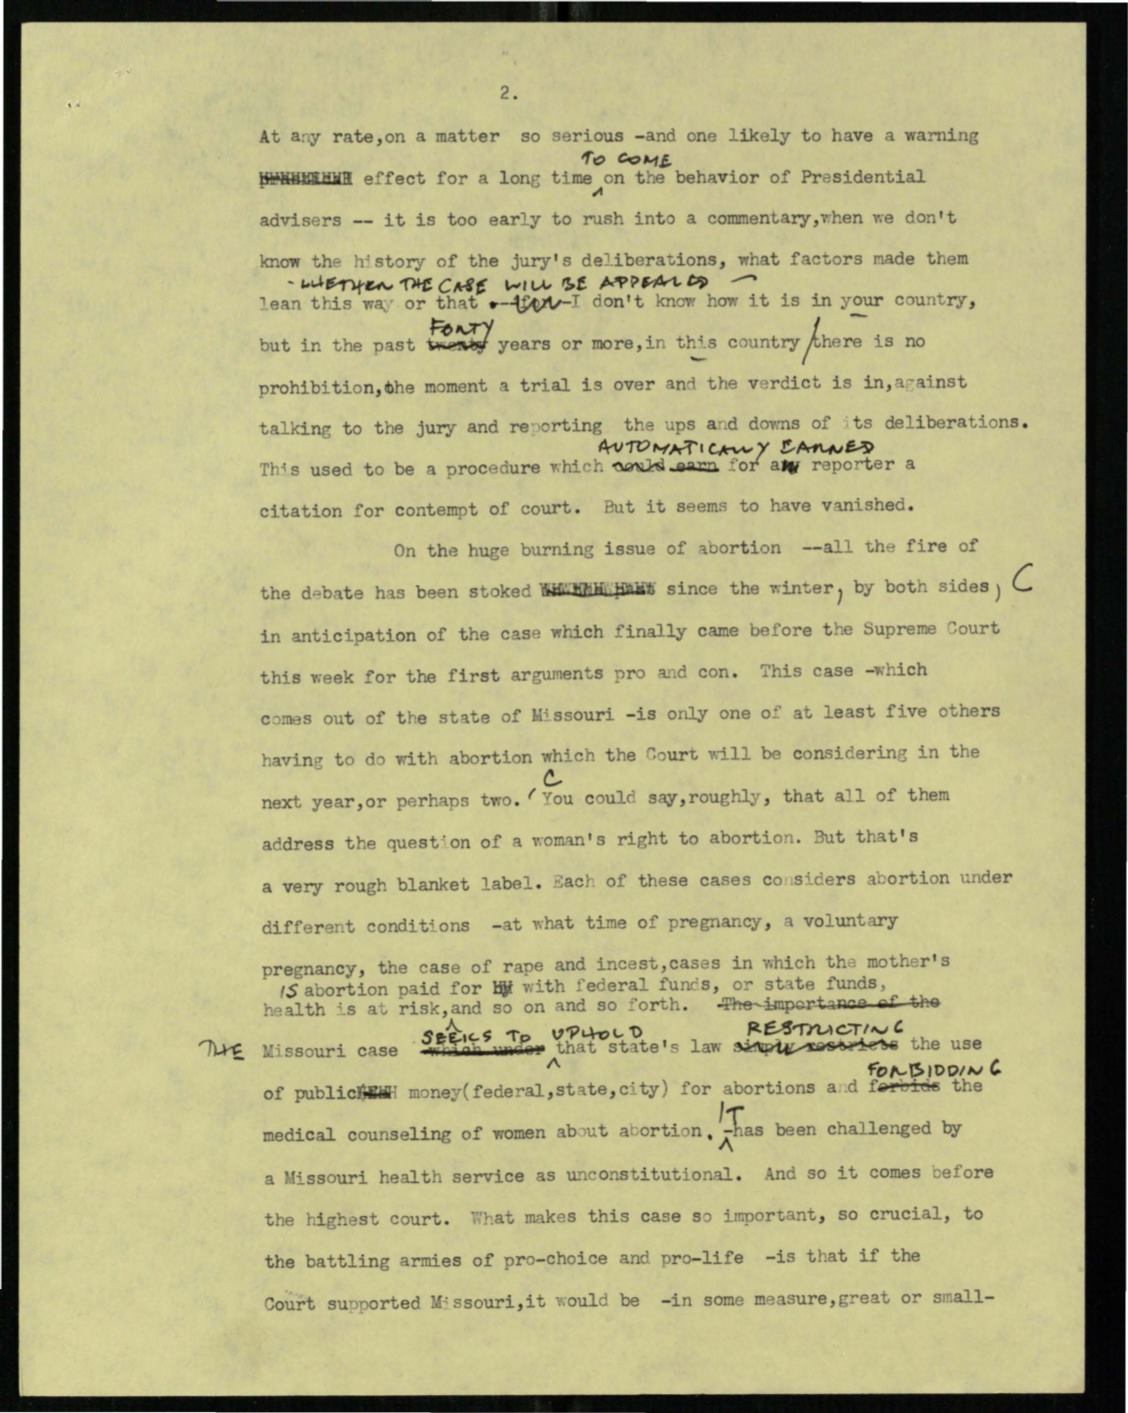 2.
At any rate,on a matter  so serious -and one likely to have a warning
TO COME
effect for a long time on the behavior of Presidential
advisers -- it is too early to rush into a commentary,when we don't
know the history of the jury's deliberations, what factors made them
- WHETHER THE CASE WILL BE APPEALED -
lean this way or that I don't know how it is in your country,
FORTY
but in the past twenty years or more,in this country there is no
prohibition,the moment a trial is over and the verdict is in,against
talking to the jury and reporting  the ups and downs of its deliberations.
AUTOMATICALLY EARNED
This used to be a procedure which could earn for a reporter a
citation for contempt of court.  But it seems to have vanished.
On the huge burning issue of abortion  --all the fire of
the debate has been stoked since the winter, by both sides, C
in anticipation of the case which finally came before the Supreme Court
this week for the first arguments pro and con.  This case -which
comes out of the state of Missouri -is only one of at least five others
having to do with abortion which the Court will be considering in the
C
next year,or perhaps two. You could say,roughly, that all of them
address the question of a woman's right to abortion. But that's
a very rough blanket label. Each of these cases considers abortion under
different conditions  -at what time of pregnancy, a voluntary
pregnancy, the case of rape and incest,cases in which the mother's
IS abortion paid for with federal funds, or state funds,
health is at risk,and so on and so forth.  The importance of the
SEEKS TO UPHOLD RESTRICTING
THE Missouri case which under that state's law simply restricts the use
FORBIDDING
of public money(federal,state,city) for abortions and forbids the
IT
medical counseling of women about abortion. -has been challenged by
a Missouri health service as unconstitutional.  And so it comes before
the highest court.  What makes this case so important, so crucial, to
the battling armies of pro-choice and pro-life  -is that if the
Court supported Missouri,it would be  -in some measure,great or small-